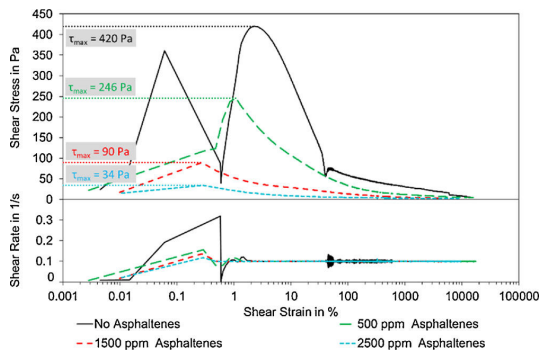 Shear Stress in Pa
450
400
350
300
250
200
150
100
50
0
τmax = 420 Pa
τmax = 246 Pa
τmax = 90 Pa
τmax = 34 Pa
Shear Rate in 1/s
0.3
0.2
0.1
0
0.001 0.01 0.1 1 10 100 1000 10000 100000
Shear Strain in %
No Asphaltenes
500 ppm Asphaltenes
1500 ppm Asphaltenes
2500 ppm Asphaltenes